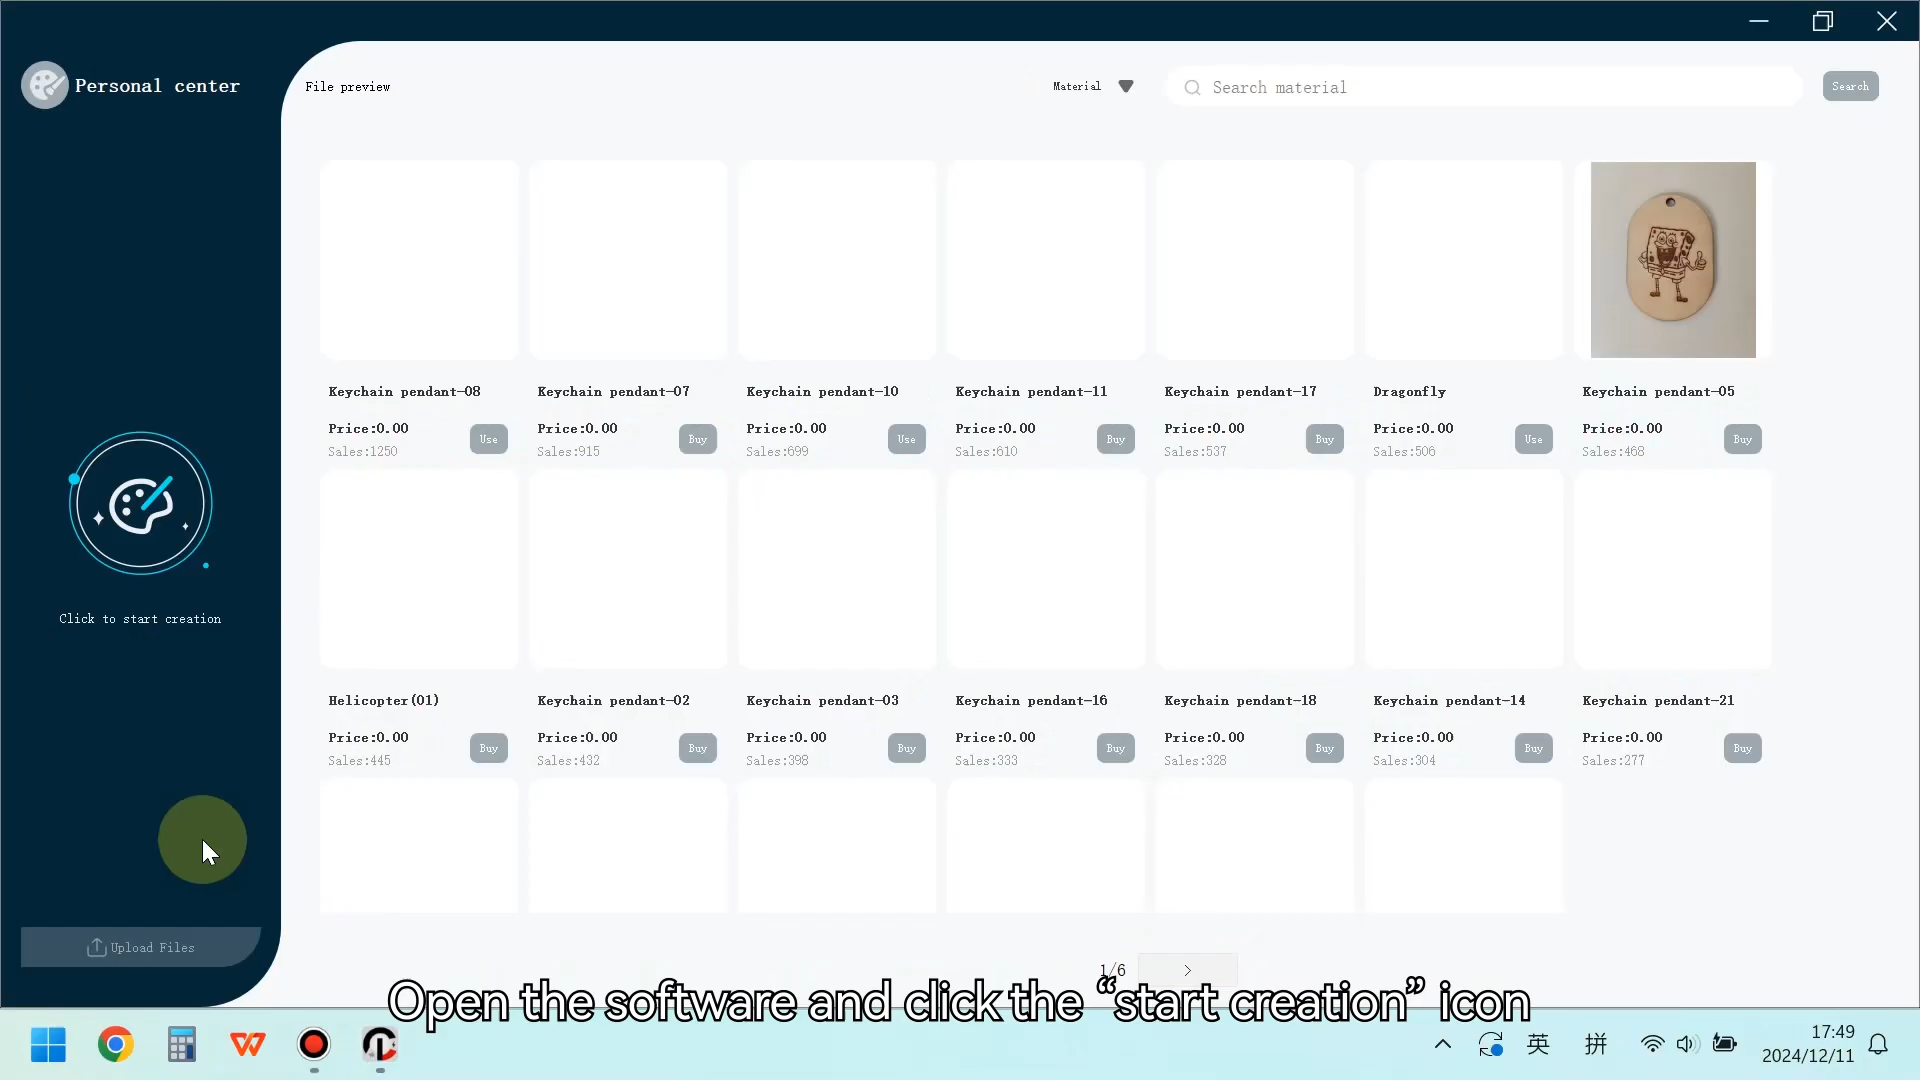 Personal center
File preview
Material
Search material
Search
Keychain pendant-08
Price:0.00
Sales:1250
Use
Keychain pendant-07
Price:0.00
Sales:915
Buy
Keychain pendant-10
Price:0.00
Sales:699
Use
Keychain pendant-11
Price:0.00
Sales:610
Buy
Keychain pendant-17
Price:0.00
Sales:537
Buy
Dragonfly
Price:0.00
Sales:506
Use
Keychain pendant-05
Price:0.00
Sales:468
Buy
Click to start creation
Helicopter(01)
Price:0.00
Sales:445
Buy
Keychain pendant-02
Price:0.00
Sales:432
Buy
Keychain pendant-03
Price:0.00
Sales:398
Buy
Keychain pendant-16
Price:0.00
Sales:333
Buy
Keychain pendant-18
Price:0.00
Sales:328
Buy
Keychain pendant-14
Price:0.00
Sales:304
Buy
Keychain pendant-21
Price:0.00
Sales:277
Buy
Upload Files
1/6
Open the software and click the “start creation” icon
英
拼
17:49
2024/12/11